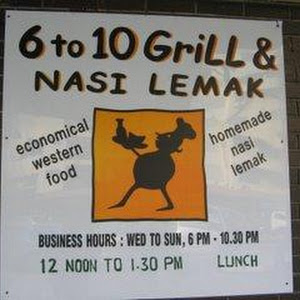 6 to 10 GriLL &
NASI LEMAK
economical
western
food
homemade
nasi
lemak
BUSINESS HOURS : WED TO SUN, 6 PM - 10.30 PM
12 NOON TO 1.30 PM LUNCH